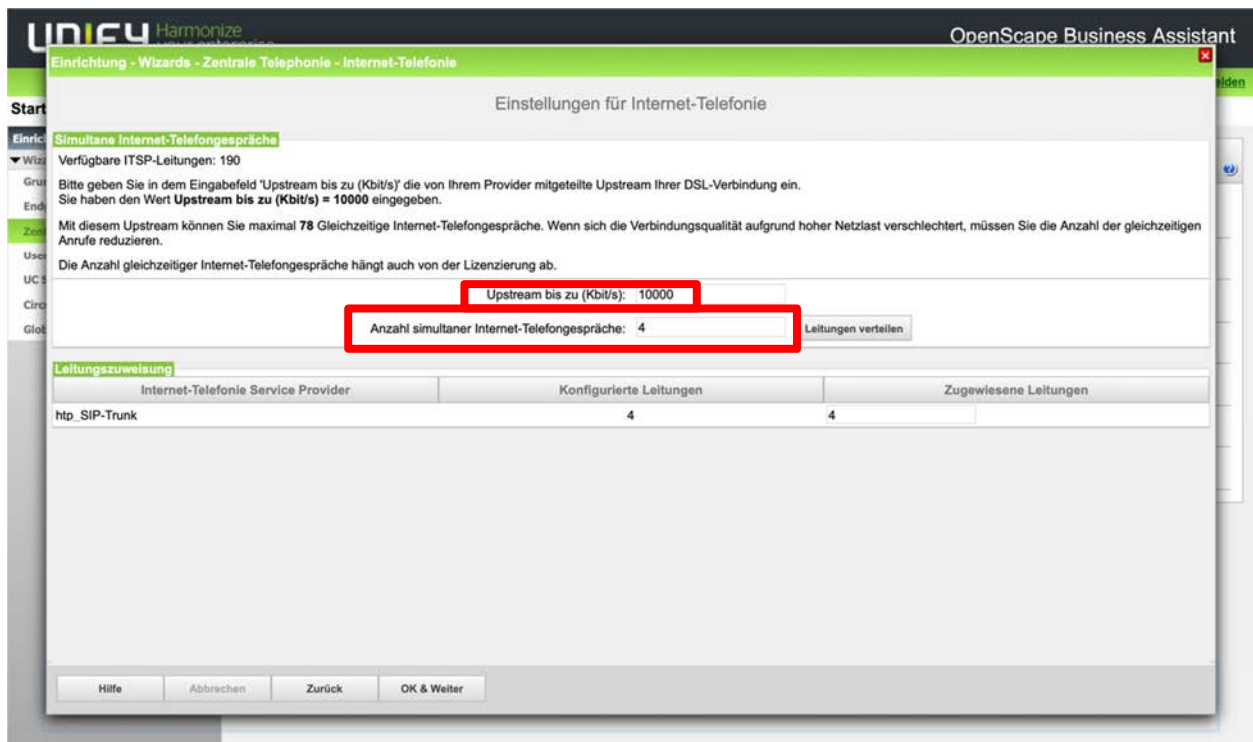 UNIFY Harmonize
OpenScape Business Assistant
Einrichtung - Wizards - Zentrale Telephonie - Internet-Telefonie
Start
Einstellungen für Internet-Telefonie
Simultane Internet-Telefongespräche
Verfügbare ITSP-Leitungen: 190
Bitte geben Sie in dem Eingabefeld 'Upstream bis zu (Kbit/s)' die von Ihrem Provider mitgeteilte Upstream Ihrer DSL-Verbindung ein.
Sie haben den Wert Upstream bis zu (Kbit/s) = 10000 eingegeben.
Mit diesem Upstream können Sie maximal 78 Gleichzeitige Internet-Telefongespräche. Wenn sich die Verbindungsqualität aufgrund hoher Netzlast verschlechtert, müssen Sie die Anzahl der gleichzeitigen
Anrufe reduzieren.
Die Anzahl gleichzeitiger Internet-Telefongespräche hängt auch von der Lizenzierung ab.
Upstream bis zu (Kbit/s): 10000
Anzahl simultaner Internet-Telefongespräche: 4 Leitungen verteilen
Leitungszuweisung
Internet-Telefonie Service Provider Konfigurierte Leitungen Zugewiesene Leitungen
htp_SIP-Trunk 4 4
Hilfe Abbrechen Zurück OK & Weiter